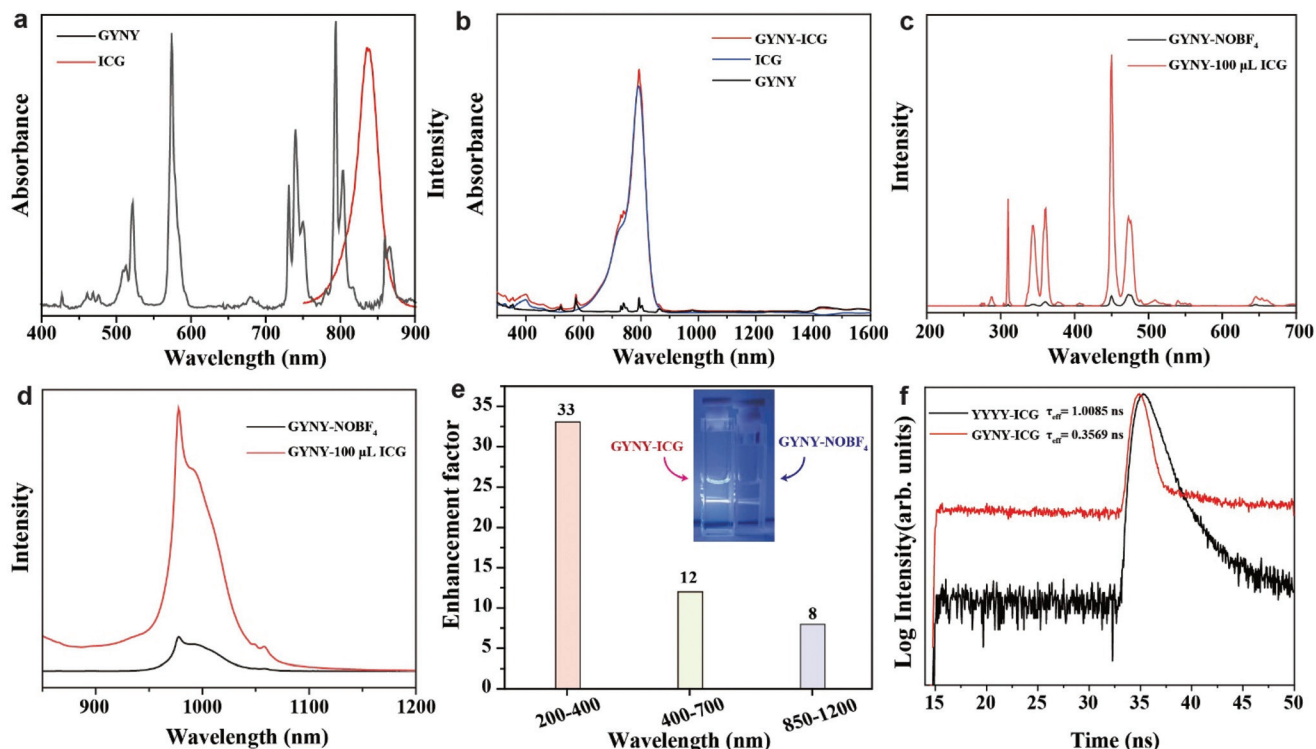 a
GYNY
ICG
Absorbance
Intensity
400 500 600 700 800 900
Wavelength (nm)
b
GYNY-ICG
ICG
GYNY
Absorbance
400 600 800 1000 1200 1400 1600
Wavelength (nm)
c
GYNY-NOBF4
GYNY-100 μL ICG
Intensity
200 300 400 500 600 700
Wavelength (nm)
d
GYNY-NOBF4
GYNY-100 μL ICG
Intensity
900 1000 1100 1200
Wavelength (nm)
e
35
30
25
20
15
10
5
0
Enhancement factor
33
12
8
GYNY-ICG
GYNY-NOBF4
200-400 400-700 850-1200
Wavelength (nm)
f
YYYY-ICG τeff= 1.0085 ns
GYNY-ICG τeff= 0.3569 ns
Log Intensity(arb. units)
15 20 25 30 35 40 45 50
Time (ns)